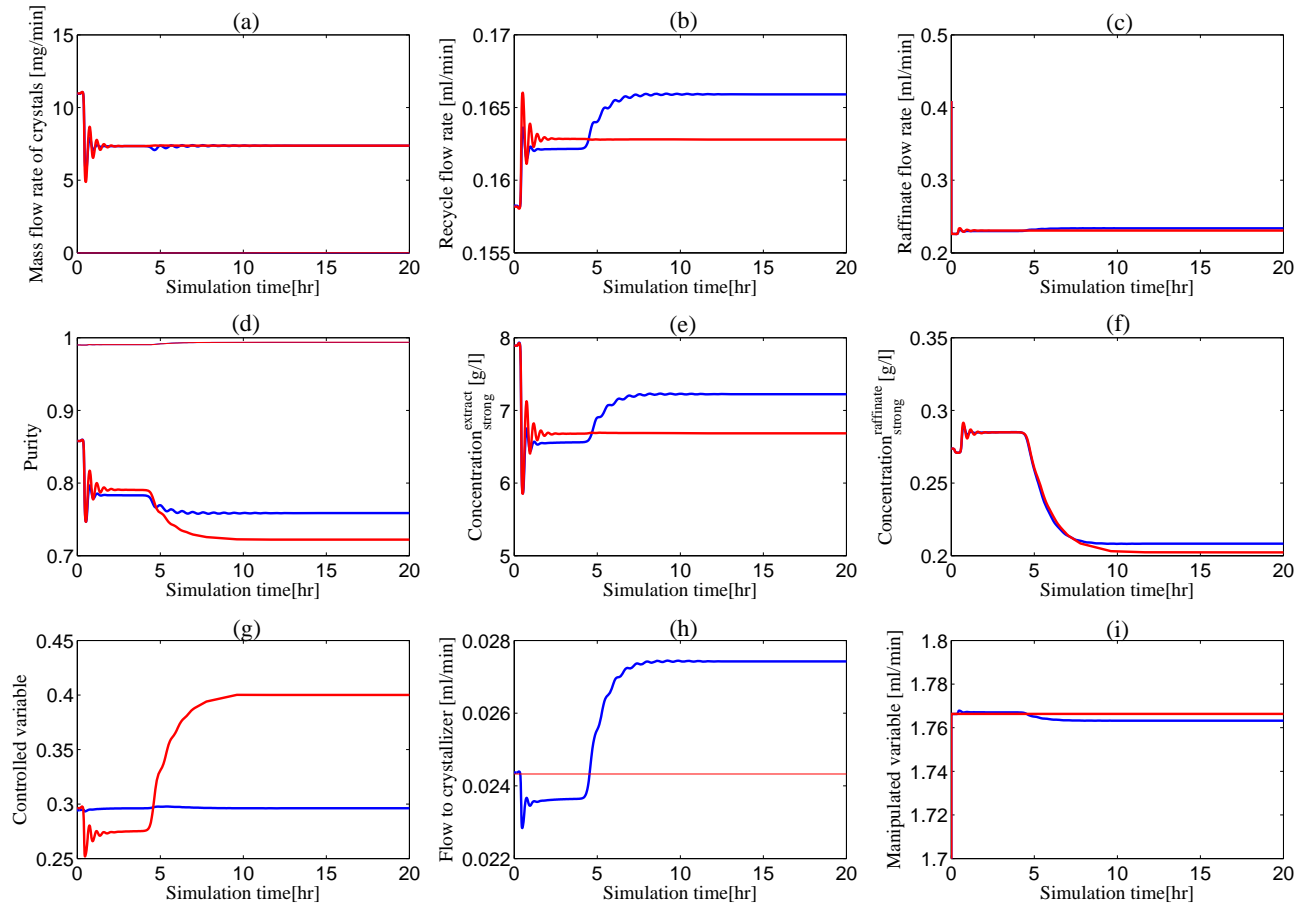 (a)
Mass flow rate of crystals [mg/min]
15
10
5
0
0 5 10 15 20
Simulation time[hr]
(b)
Recycle flow rate [ml/min]
0.17
0.165
0.16
0.155
0 5 10 15 20
Simulation time[hr]
(c)
Raffinate flow rate [ml/min]
0.5
0.4
0.3
0.2
0 5 10 15 20
Simulation time[hr]
(d)
Purity
1
0.9
0.8
0.7
0 5 10 15 20
Simulation time[hr]
(e)
Concentration extract strong [g/l]
8
7
6
5
0 5 10 15 20
Simulation time[hr]
(f)
Concentration raffinate strong [g/l]
0.35
0.3
0.25
0.2
0 5 10 15 20
Simulation time[hr]
(g)
Controlled variable
0.45
0.4
0.35
0.3
0.25
0 5 10 15 20
Simulation time[hr]
(h)
Flow to crystallizer [ml/min]
0.028
0.026
0.024
0.022
0 5 10 15 20
Simulation time[hr]
(i)
Manipulated variable [ml/min]
1.8
1.78
1.76
1.74
1.72
1.7
0 5 10 15 20
Simulation time[hr]